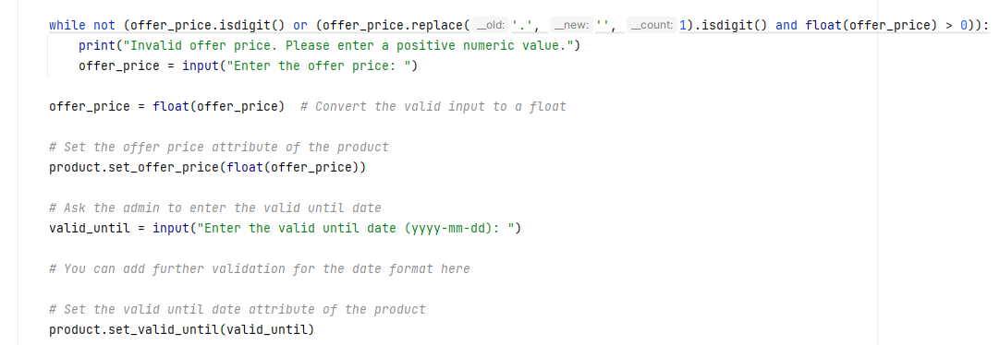 while not (offer_price.isdigit() or (offer_price.replace( __old: '.', __new: '', __count: 1).isdigit() and float(offer_price) > 0)):
    print("Invalid offer price. Please enter a positive numeric value.")
    offer_price = input("Enter the offer price: ")
offer_price = float(offer_price)  # Convert the valid input to a float
# Set the offer price attribute of the product
product.set_offer_price(float(offer_price))
# Ask the admin to enter the valid until date
valid_until = input("Enter the valid until date (yyyy-mm-dd): ")
# You can add further validation for the date format here
# Set the valid until date attribute of the product
product.set_valid_until(valid_until)